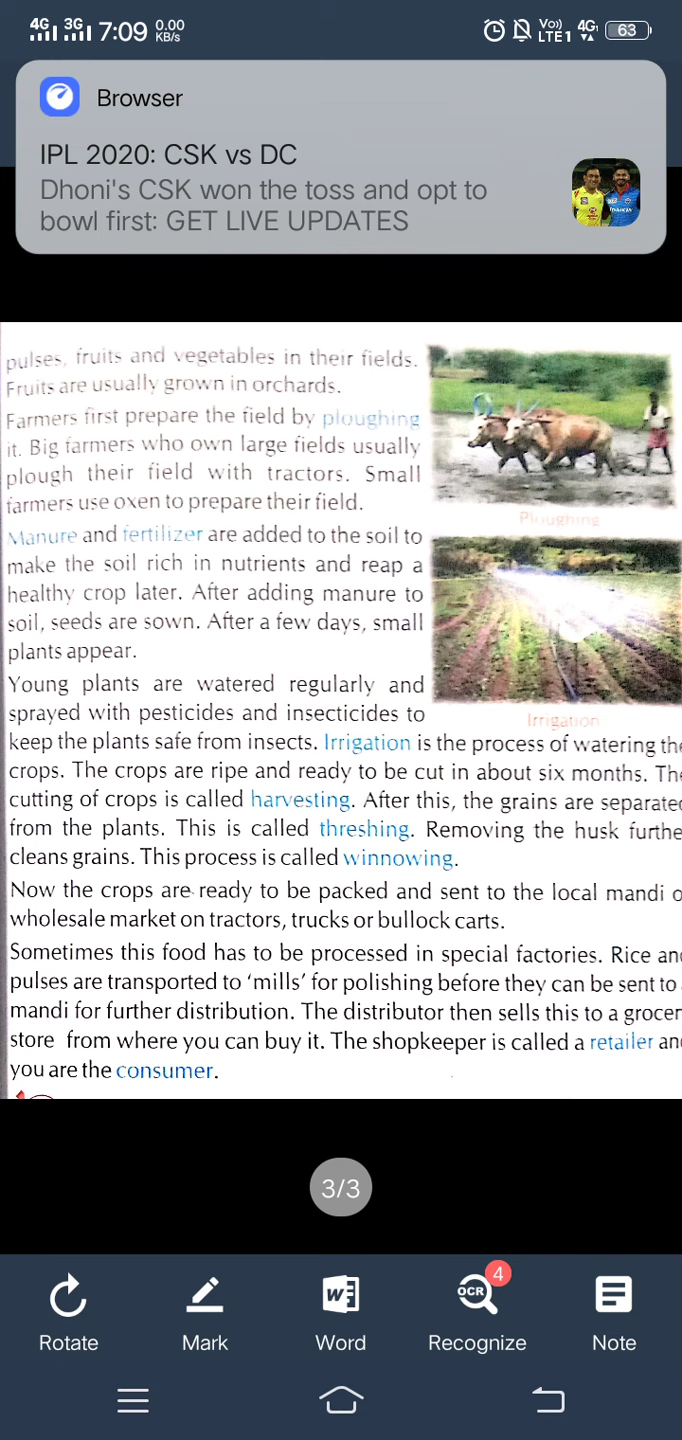 4G 3G 7:09 0.00 KB/s Vo) LTE1 4G 63
Browser
IPL 2020: CSK vs DC
Dhoni's CSK won the toss and opt to
bowl first: GET LIVE UPDATES
pulses, fruits and vegetables in their fields.
Fruits are usually grown in orchards.
Farmers first prepare the field by ploughing
it. Big farmers who own large fields usually
plough their field with tractors. Small
farmers use oxen to prepare their field.
Ploughing
Manure and fertilizer are added to the soil to
make the soil rich in nutrients and reap a
healthy crop later. After adding manure to
soil, seeds are sown. After a few days, small
plants appear.
Young plants are watered regularly and
sprayed with pesticides and insecticides to
Irrigation
keep the plants safe from insects. Irrigation is the process of watering the
crops. The crops are ripe and ready to be cut in about six months. The
cutting of crops is called harvesting. After this, the grains are separated
from the plants. This is called threshing. Removing the husk furthe
cleans grains. This process is called winnowing.
Now the crops are ready to be packed and sent to the local mandi o
wholesale market on tractors, trucks or bullock carts.
Sometimes this food has to be processed in special factories. Rice and
pulses are transported to ‘mills’ for polishing before they can be sent to
mandi for further distribution. The distributor then sells this to a grocer
store from where you can buy it. The shopkeeper is called a retailer and
you are the consumer.
3/3
W
OCR
4
Rotate Mark Word Recognize Note